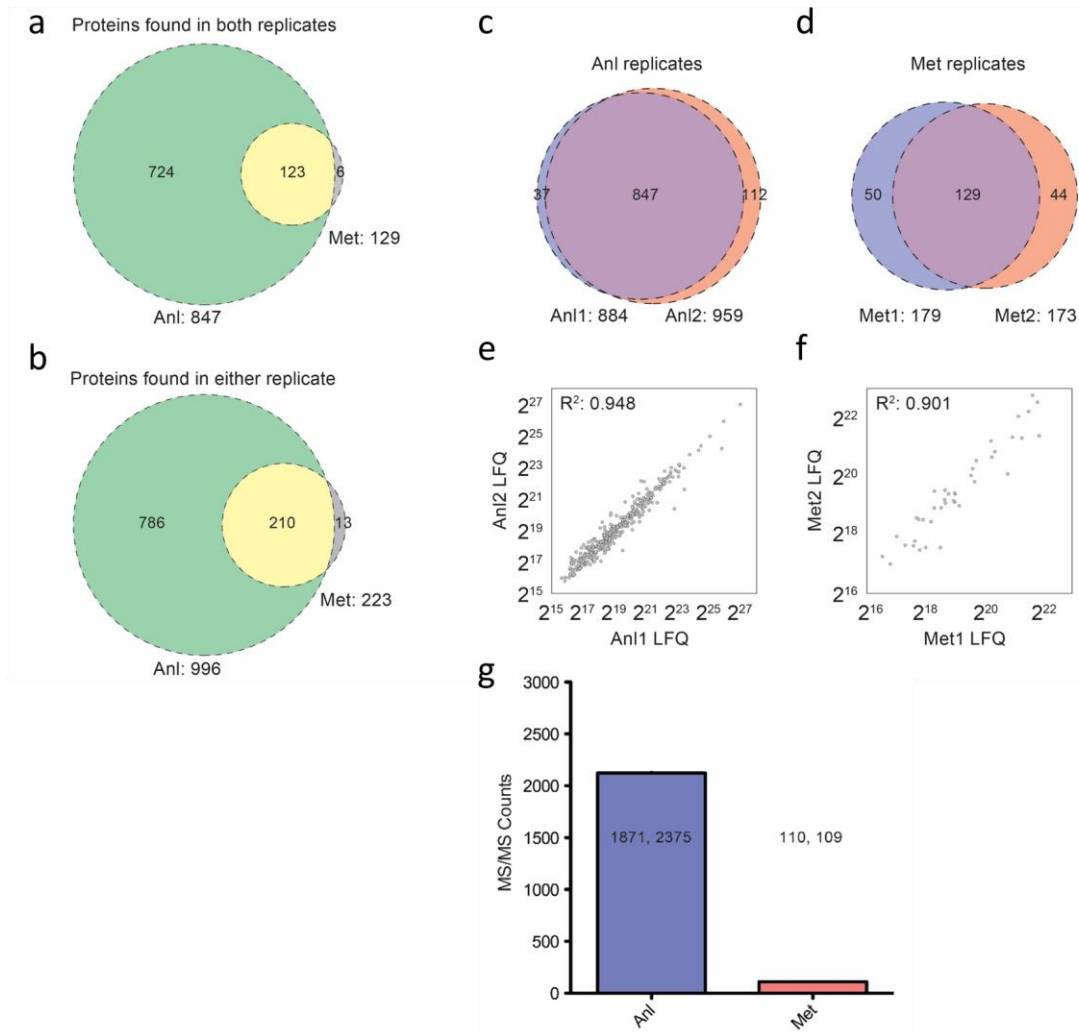 a
Proteins found in both replicates
724
123
6
Met: 129
Anl: 847
b
Proteins found in either replicate
786
210
13
Met: 223
Anl: 996
c
Anl replicates
37
847
112
Anl1: 884
Anl2: 959
d
Met replicates
50
129
44
Met1: 179
Met2: 173
e
R²: 0.948
2²⁷
2²⁵
2²³
2²¹
2¹⁹
2¹⁷
2¹⁵
Anl2 LFQ
2¹⁵ 2¹⁷ 2¹⁹ 2²¹ 2²³ 2²⁵ 2²⁷
Anl1 LFQ
f
R²: 0.901
2²²
2²⁰
2¹⁸
2¹⁶
Met2 LFQ
2¹⁶ 2¹⁸ 2²⁰ 2²²
Met1 LFQ
g
3000
2500
2000
1500
1000
500
0
MS/MS Counts
1871, 2375
110, 109
Anl
Met